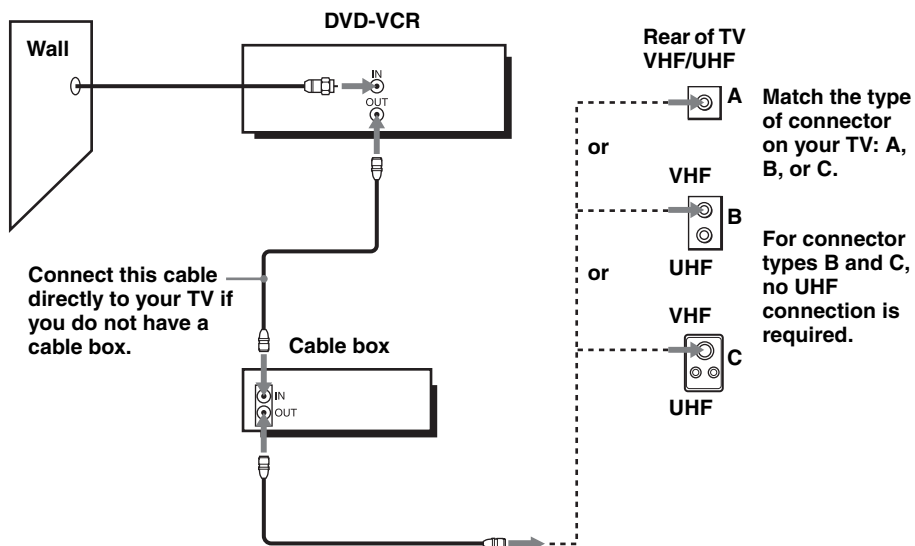 DVD-VCR
Wall
IN
OUT
Connect this cable
directly to your TV if
you do not have a
cable box.
Cable box
IN
OUT
Rear of TV
VHF/UHF
A
or
VHF
B
UHF
or
VHF
C
UHF
Match the type
of connector
on your TV: A,
B, or C.
For connector
types B and C,
no UHF
connection is
required.